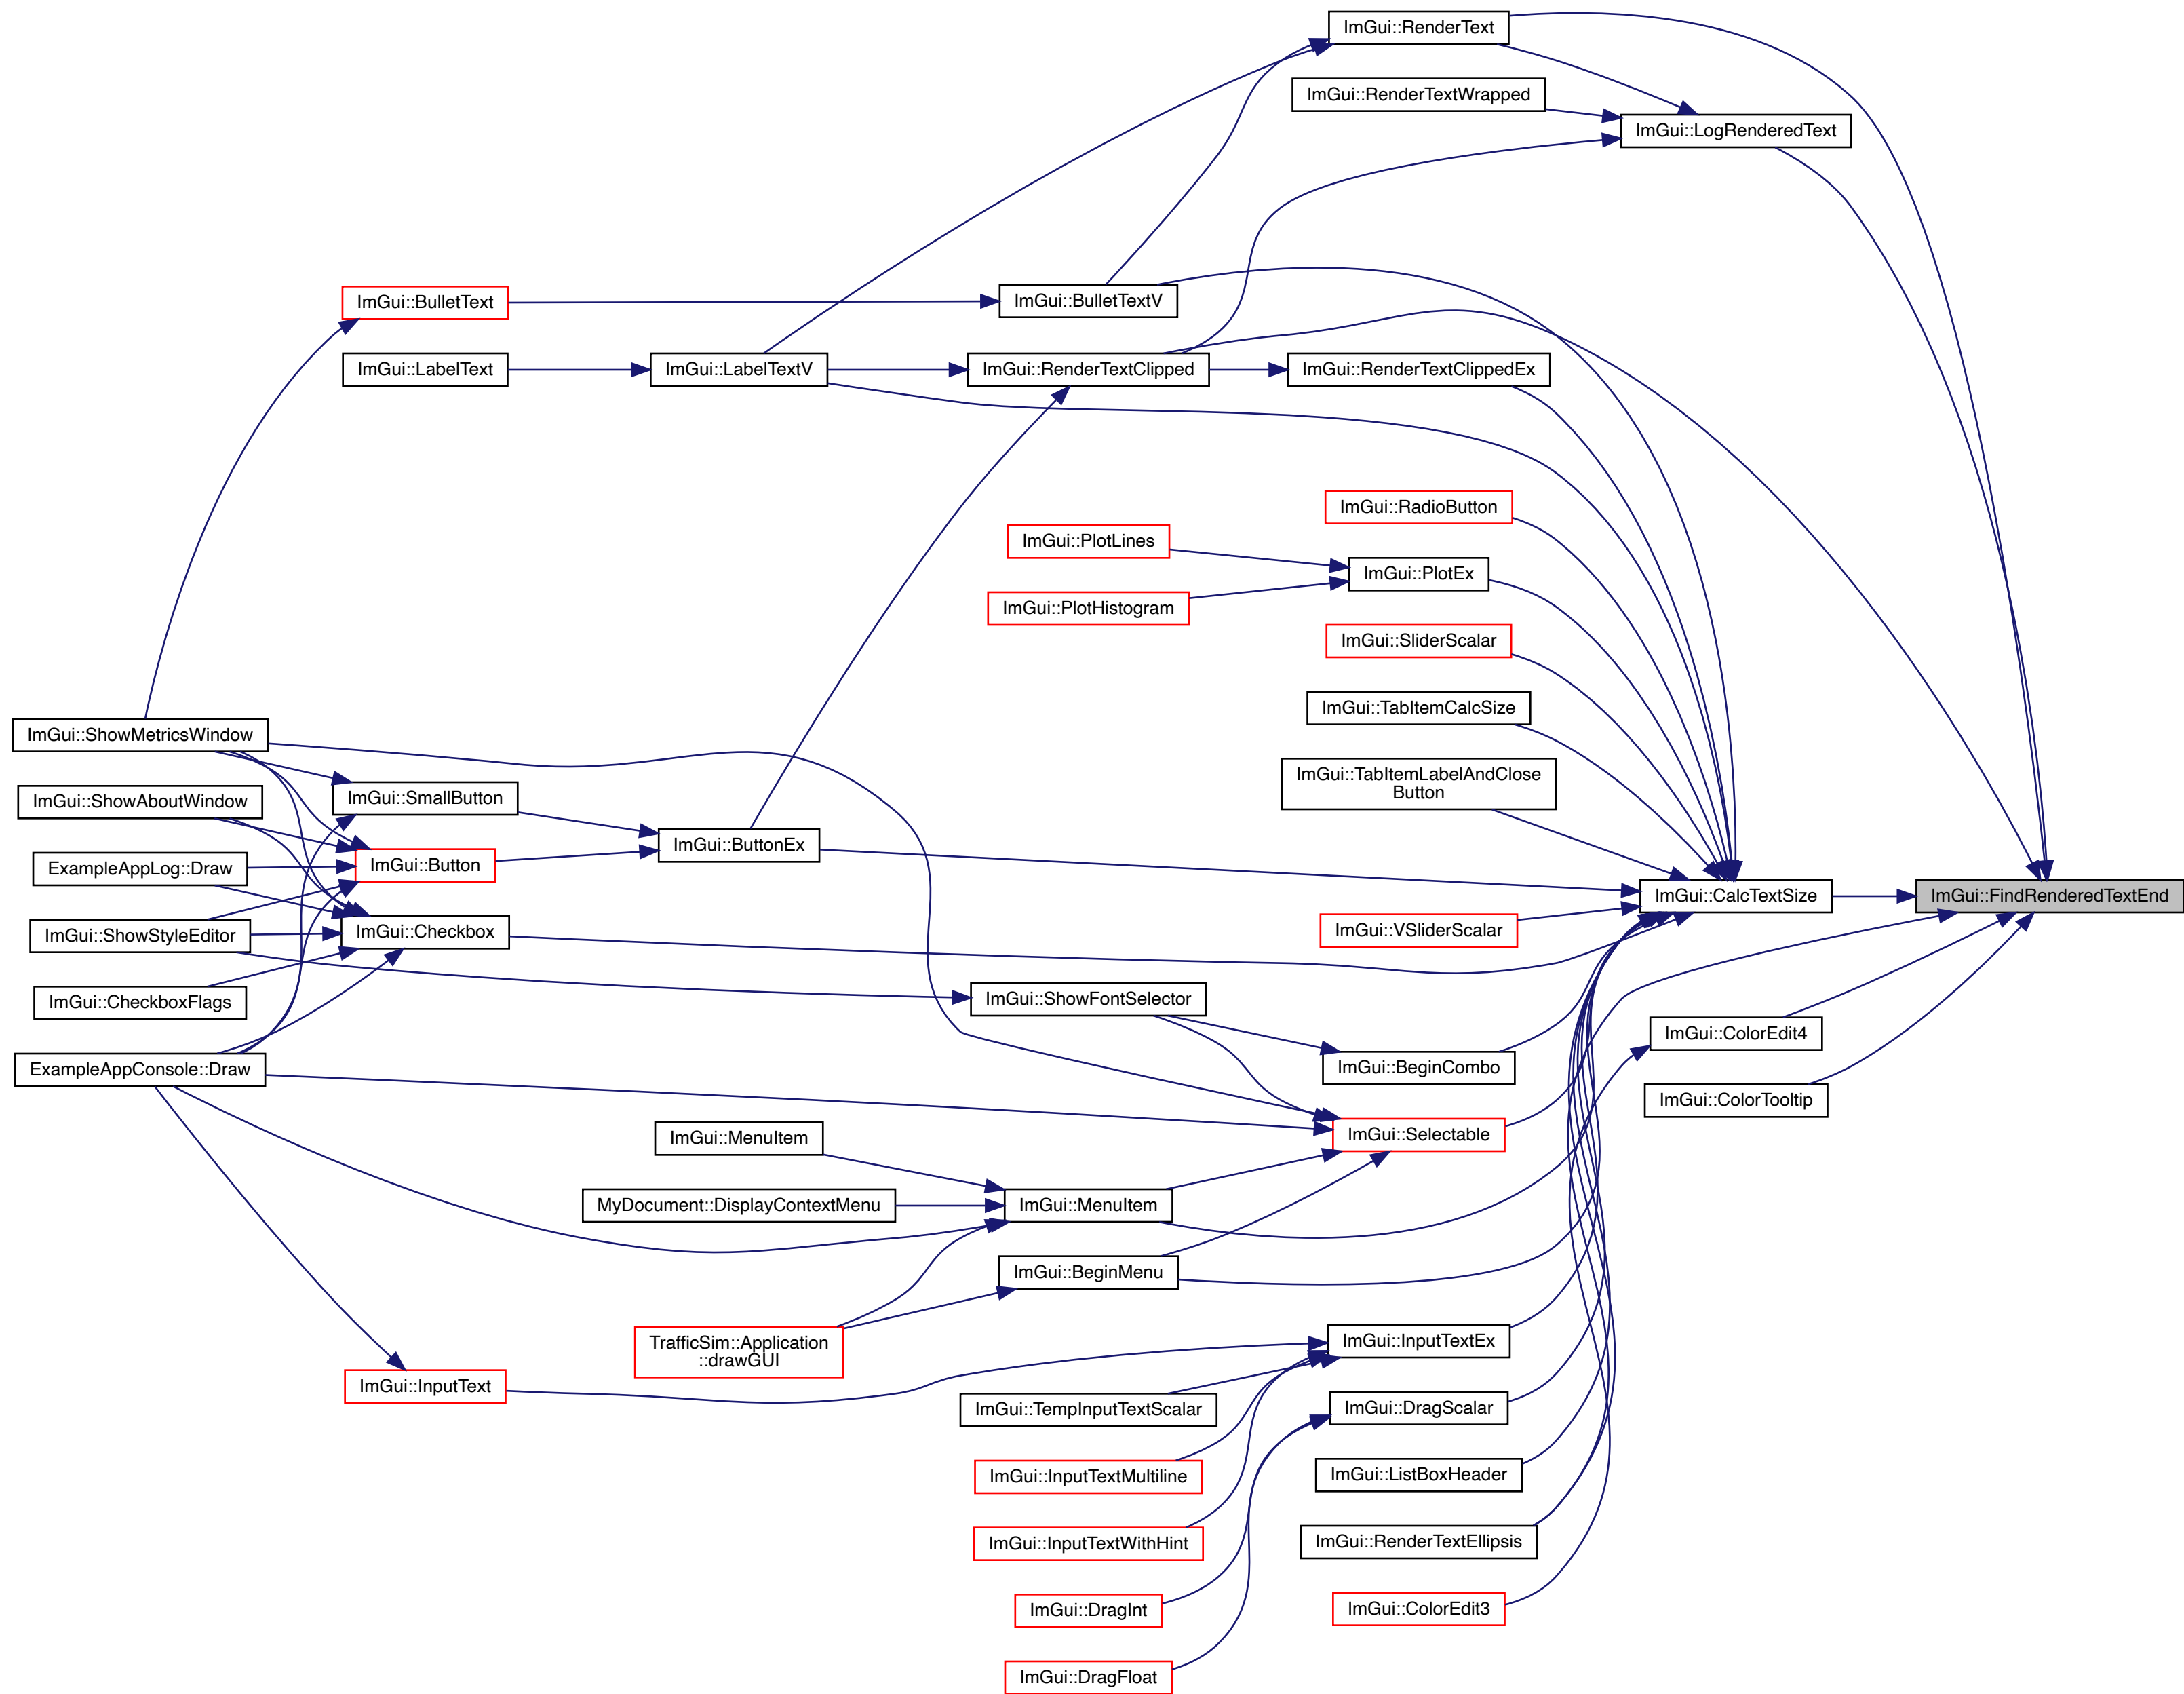 ImGui::RenderText
ImGui::RenderTextWrapped
ImGui::LogRenderedText
ImGui::BulletText
ImGui::BulletTextV
ImGui::LabelText
ImGui::LabelTextV
ImGui::RenderTextClipped
ImGui::RenderTextClippedEx
ImGui::RadioButton
ImGui::PlotLines
ImGui::PlotEx
ImGui::PlotHistogram
ImGui::SliderScalar
ImGui::TabItemCalcSize
ImGui::ShowMetricsWindow
ImGui::TabItemLabelAndClose
Button
ImGui::SmallButton
ImGui::ShowAboutWindow
ImGui::ButtonEx
ImGui::Button
ExampleAppLog::Draw
ImGui::CalcTextSize
ImGui::FindRenderedTextEnd
ImGui::VSliderScalar
ImGui::Checkbox
ImGui::ShowStyleEditor
ImGui::CheckboxFlags
ImGui::ShowFontSelector
ImGui::ColorEdit4
ImGui::BeginCombo
ExampleAppConsole::Draw
ImGui::ColorTooltip
ImGui::Selectable
ImGui::MenuItem
MyDocument::DisplayContextMenu
ImGui::MenuItem
ImGui::BeginMenu
TrafficSim::Application
::drawGUI
ImGui::InputTextEx
ImGui::InputText
ImGui::TempInputTextScalar
ImGui::DragScalar
ImGui::InputTextMultiline
ImGui::ListBoxHeader
ImGui::InputTextWithHint
ImGui::RenderTextEllipsis
ImGui::DragInt
ImGui::ColorEdit3
ImGui::DragFloat